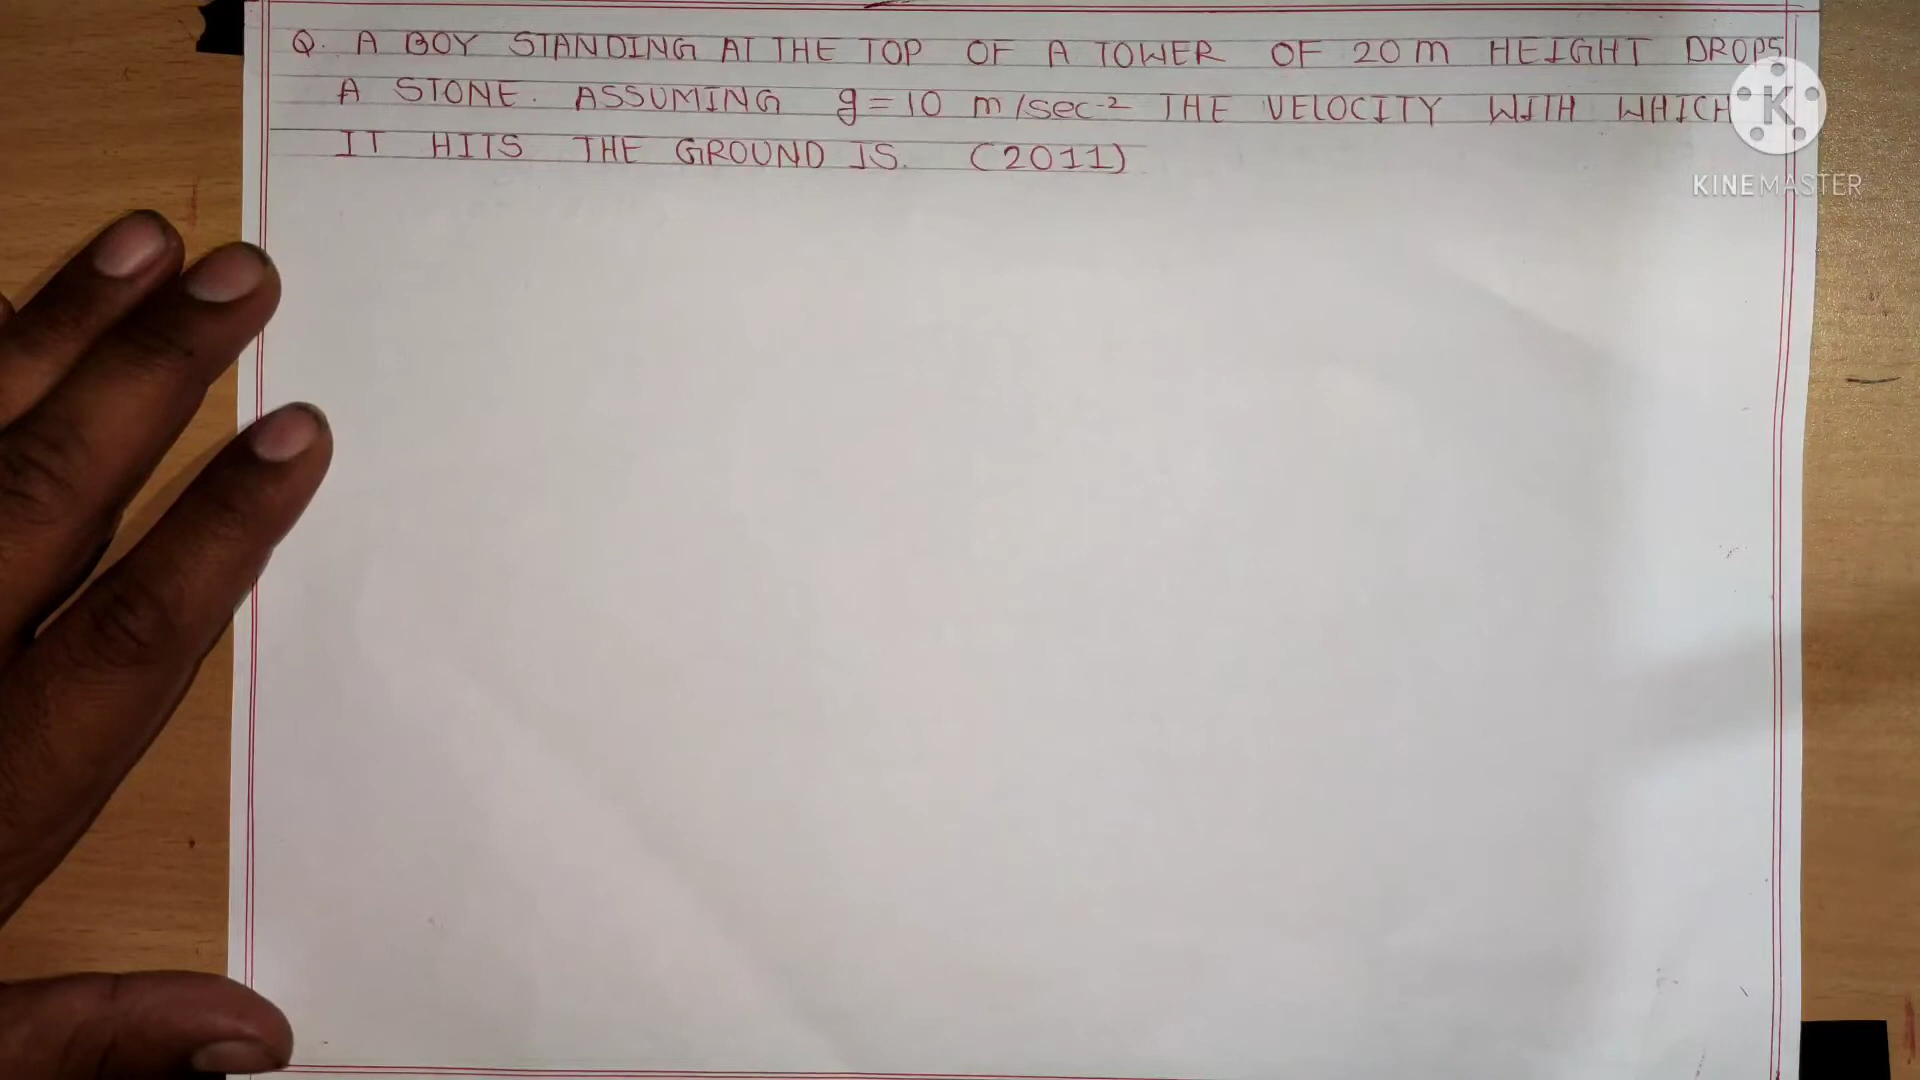 Q. A BOY STANDING AT THE TOP OF A TOWER OF 20 m HEIGHT DROPS
A STONE. ASSUMING g = 10 m/sec-2 THE VELOCITY WITH WHICH
IT HITS THE GROUND IS. (2011)
K
KINEMASTER